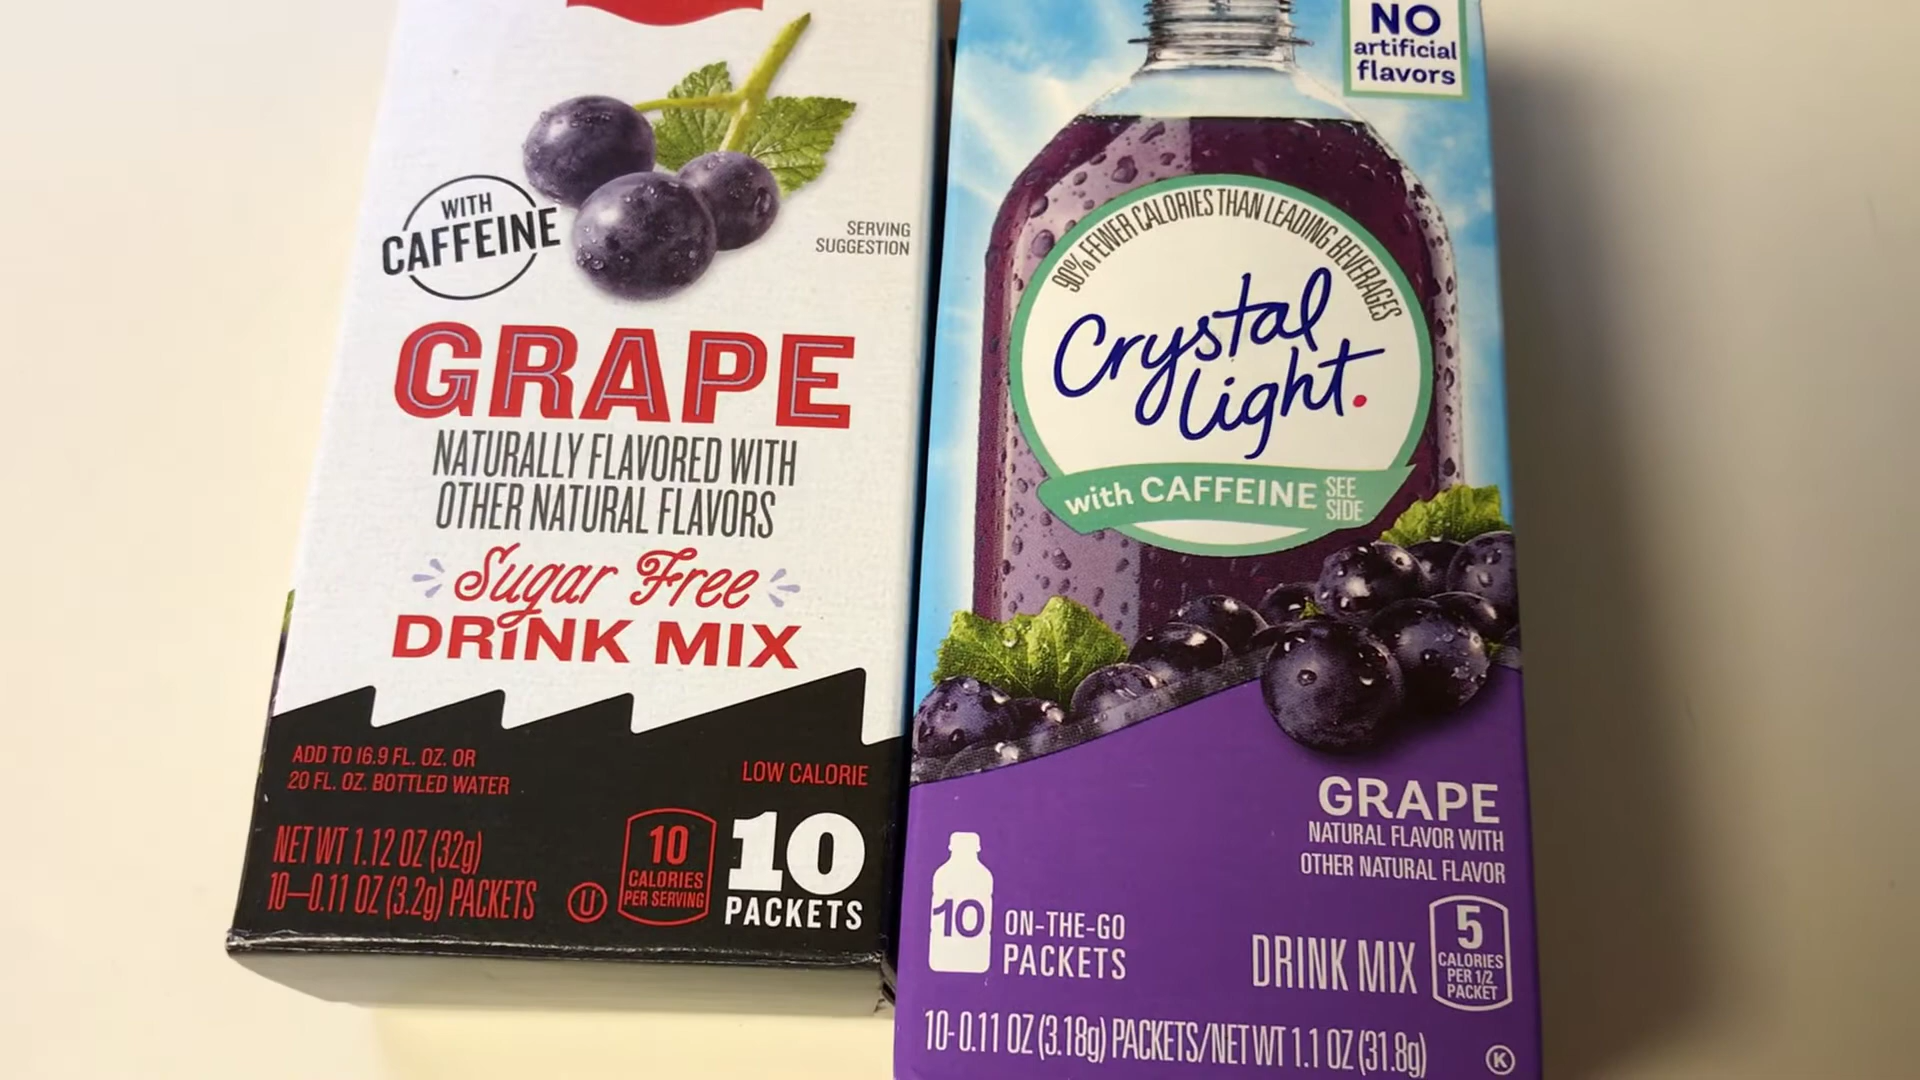 WITH
CAFFEINE
SERVING
SUGGESTION
GRAPE
NATURALLY FLAVORED WITH
OTHER NATURAL FLAVORS
Sugar Free
DRINK MIX
ADD TO 16.9 FL. OZ. OR
20 FL. OZ. BOTTLED WATER
LOW CALORIE
NET WT 1.12 OZ (32g)
10—0.11 OZ (3.2g) PACKETS
U
10
CALORIES
PER SERVING
10
PACKETS
NO
artificial
flavors
90% FEWER CALORIES THAN LEADING BEVERAGES
Crystal
Light.
with CAFFEINE SEE
SIDE
GRAPE
NATURAL FLAVOR WITH
OTHER NATURAL FLAVOR
10 ON-THE-GO
PACKETS
DRINK MIX
5
CALORIES
PER 1/2
PACKET
10- 0.11 OZ (3.18g) PACKETS/NET WT 1.1 OZ (31.8g)
K